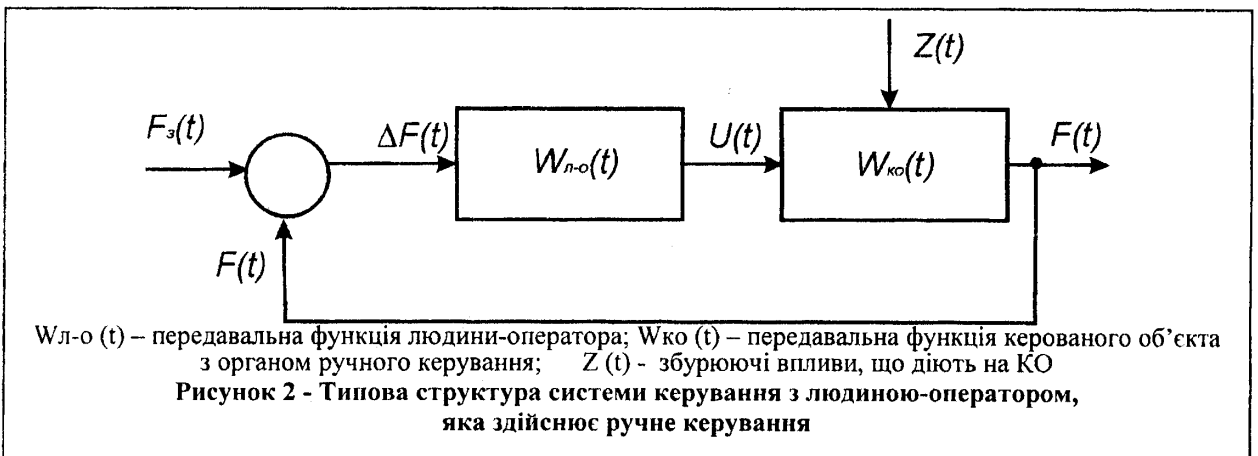 Z(t)
Fз(t)
ΔF(t)
Wл-о(t)
U(t)
Wко(t)
F(t)
F(t)
Wл-о (t) – передавальна функція людини-оператора; Wко (t) – передавальна функція керованого об’єкта
з органом ручного керування; Z (t) - збурюючі впливи, що діють на КО
Рисунок 2 - Типова структура системи керування з людиною-оператором,
яка здійснює ручне керування